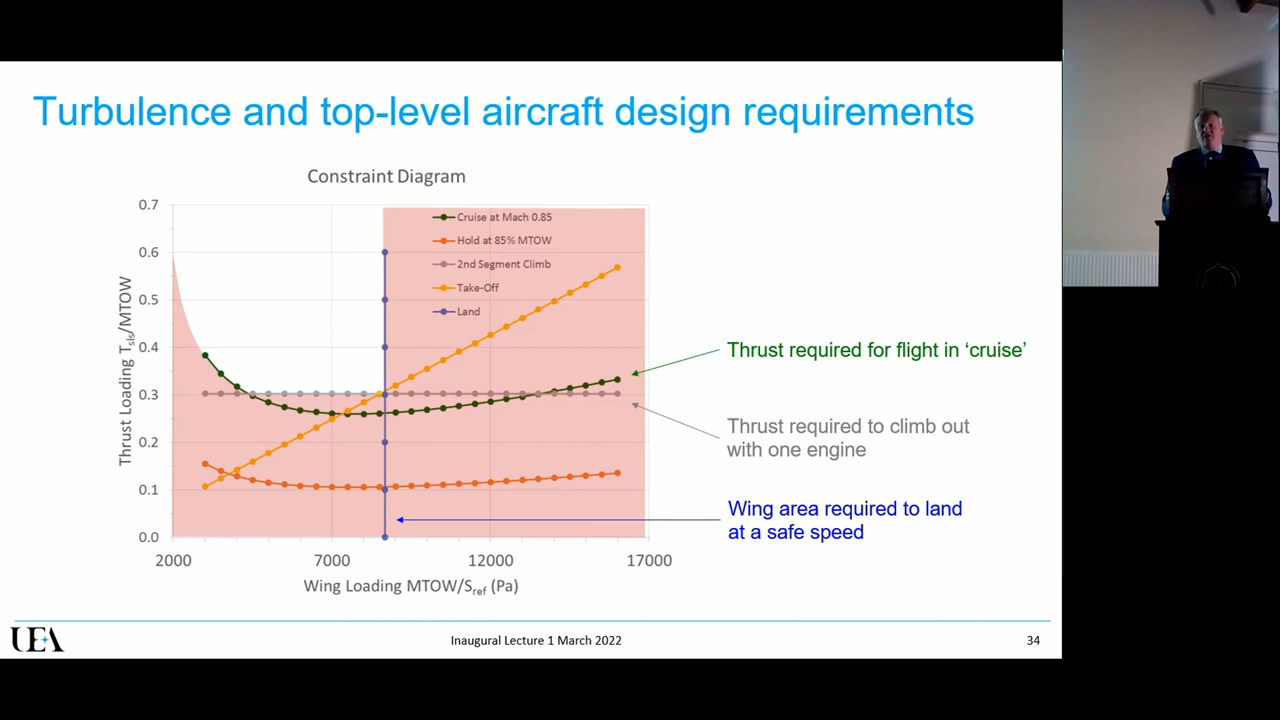 Turbulence and top-level aircraft design requirements
Constraint Diagram
0.7
0.6
0.5
0.4
0.3
0.2
0.1
0.0
Thrust Loading Tsls/MTOW
Cruise at Mach 0.85
Hold at 85% MTOW
2nd Segment Climb
Take-Off
Land
2000
7000
12000
17000
Wing Loading MTOW/Sref (Pa)
Thrust required for flight in ‘cruise’
Thrust required to climb out
with one engine
Wing area required to land
at a safe speed
UEA
Inaugural Lecture 1 March 2022
34